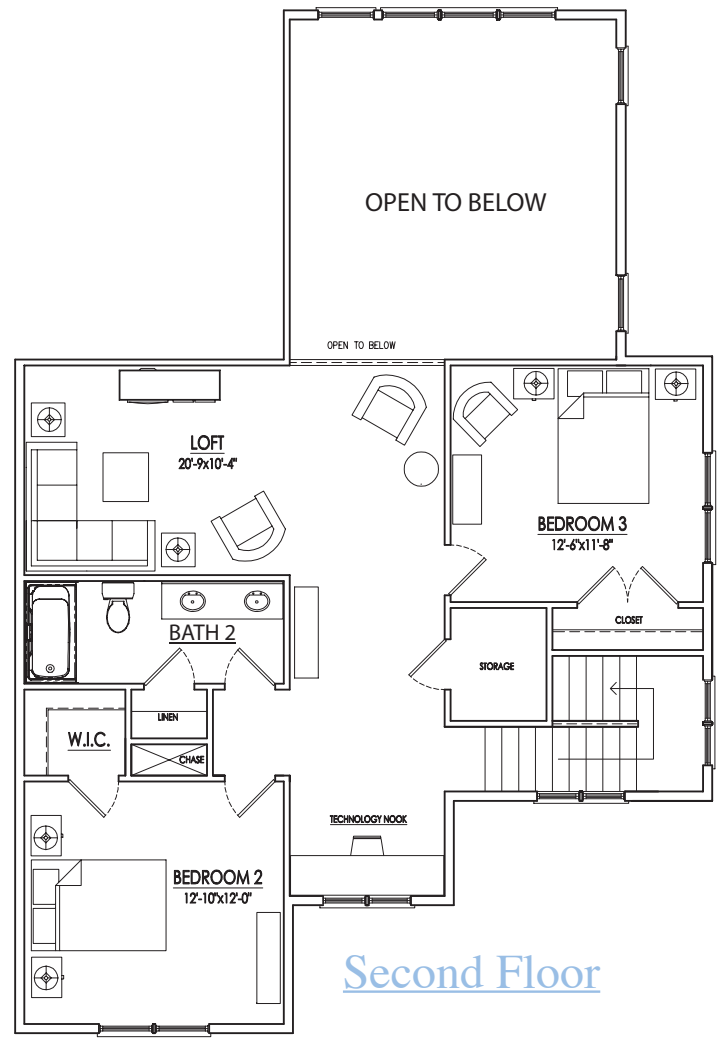 OPEN TO BELOW
OPEN TO BELOW
LOFT
20'-9x10'-4"
BEDROOM 3
12'-6"x11'-8"
CLOSET
BATH 2
STORAGE
LINEN
W.I.C.
CHASE
TECHNOLOGY NOOK
BEDROOM 2
12'-10"x12'-0"
Second Floor